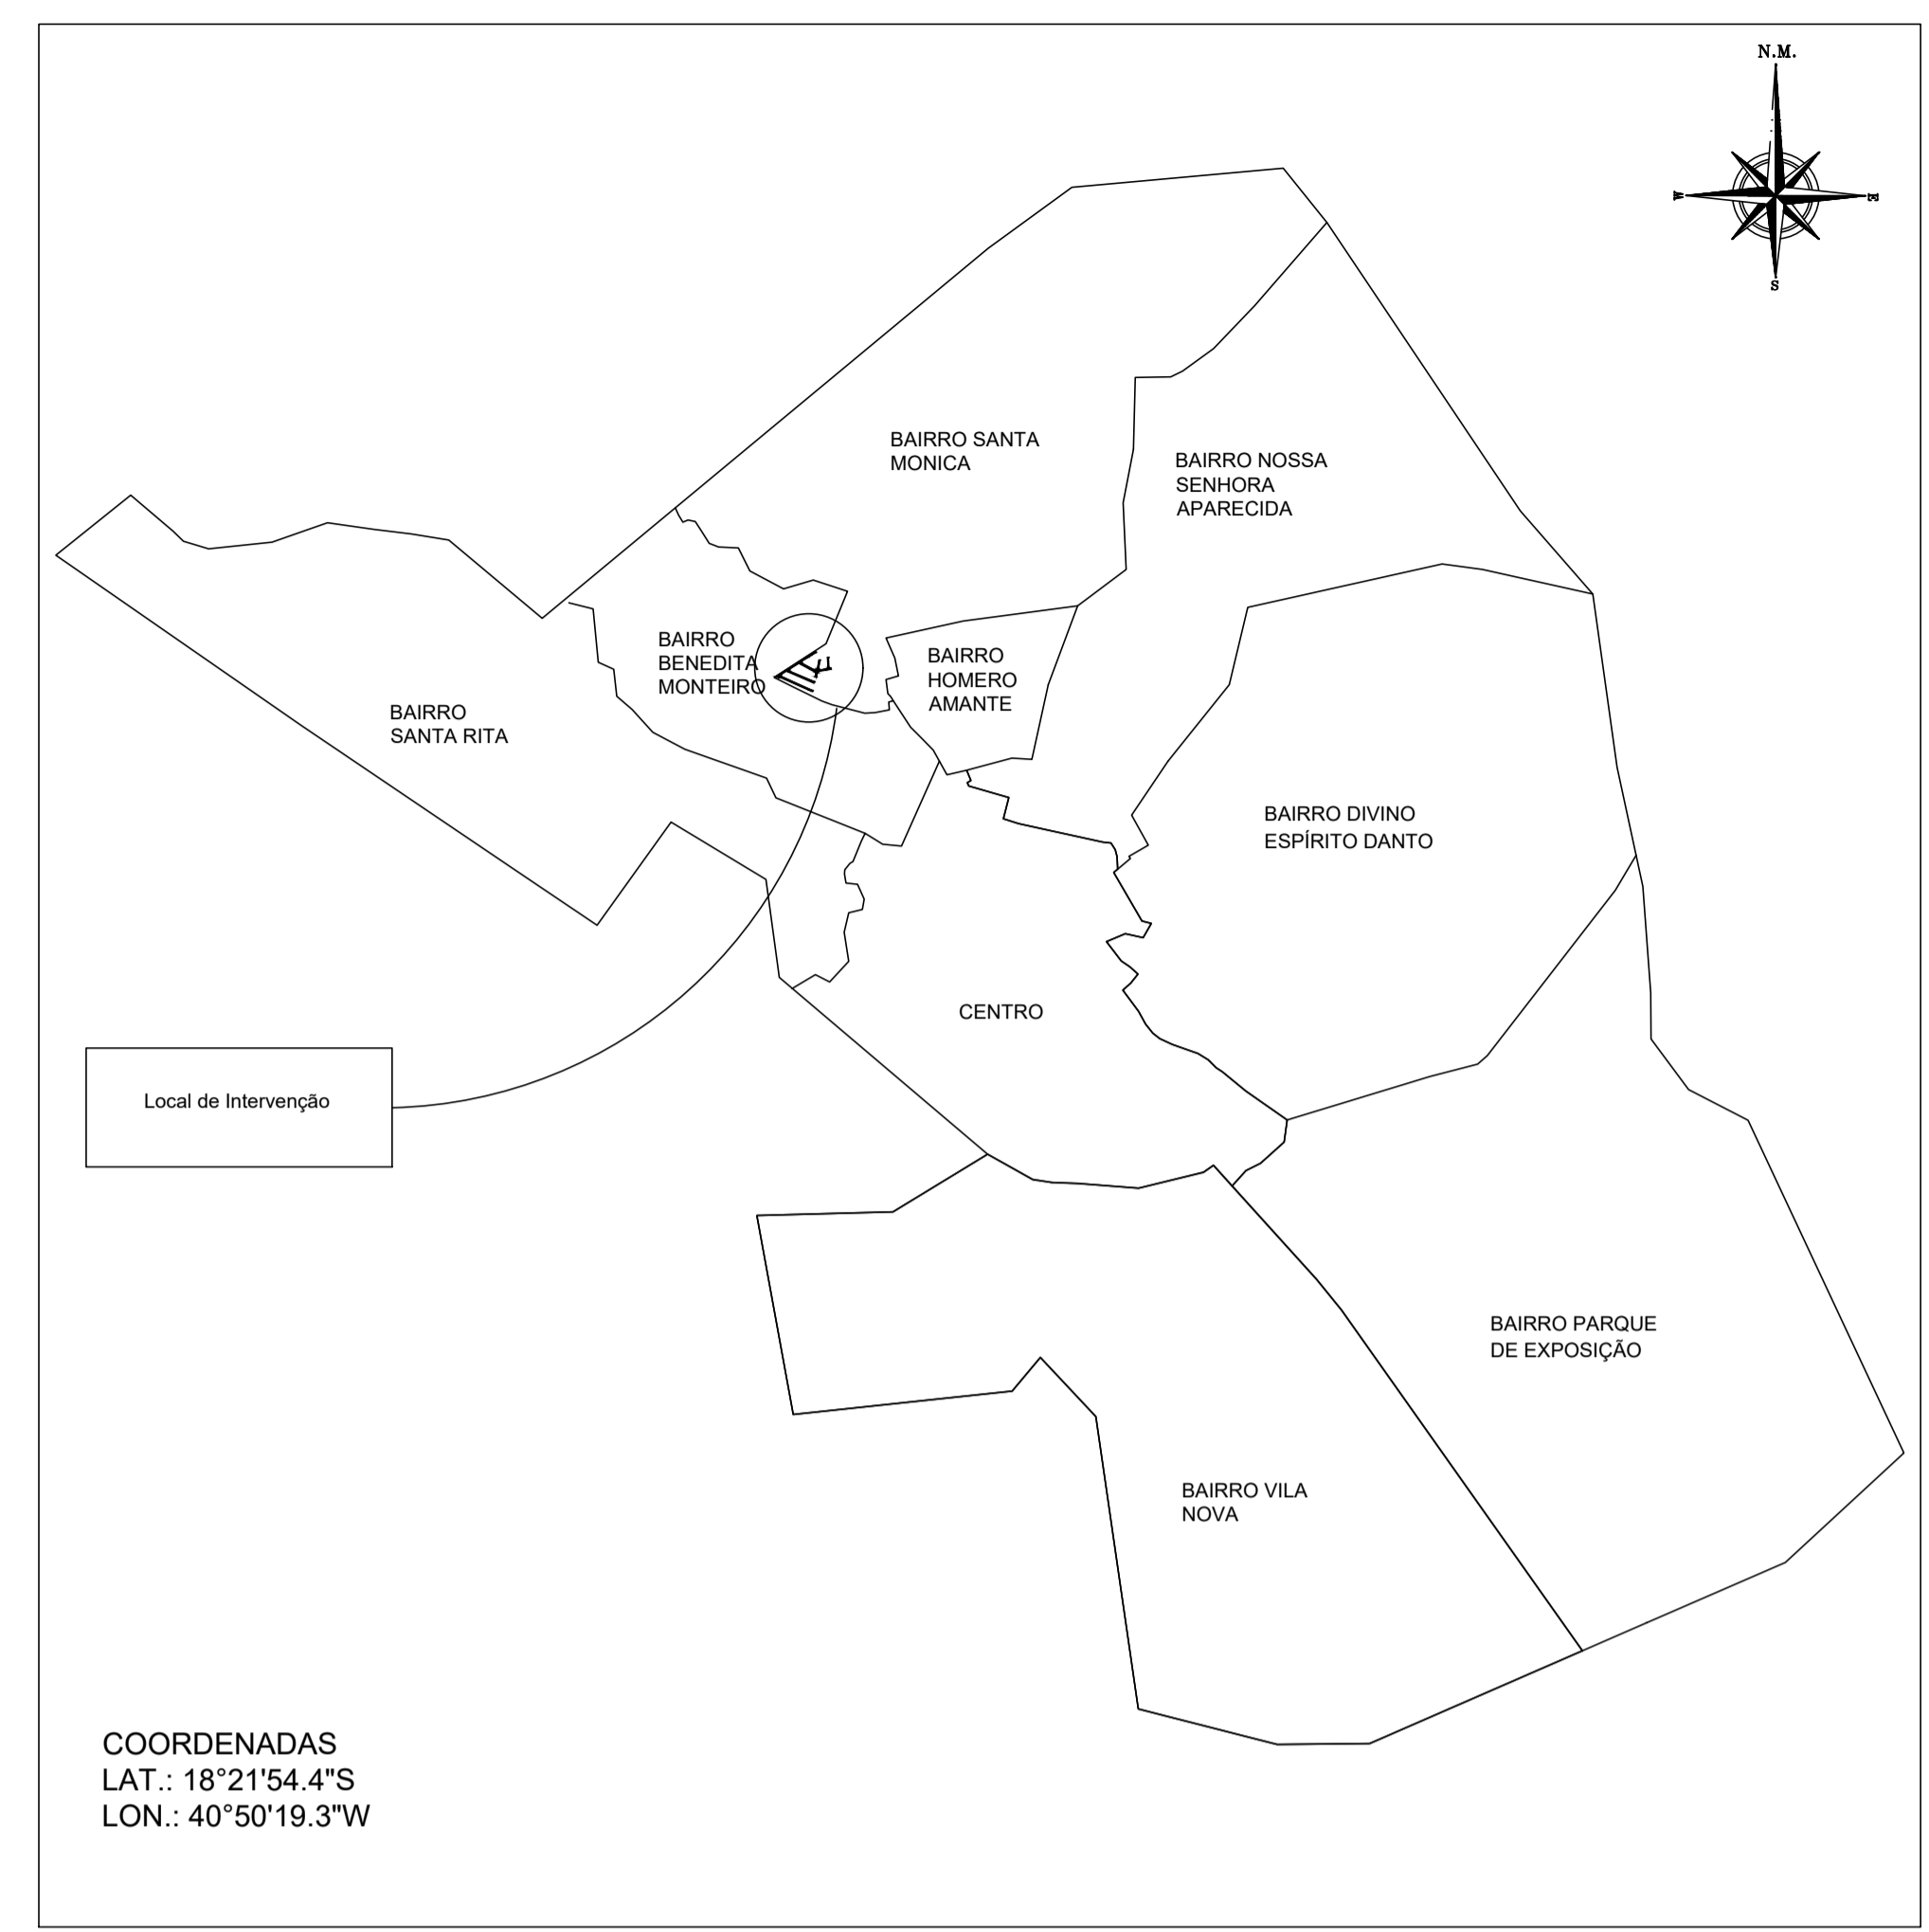 N.M.
W
E
S
BAIRRO SANTA
MONICA
BAIRRO NOSSA
SENHORA
APARECIDA
BAIRRO
BENEDITA
MONTEIRO
BAIRRO
HOMERO
AMANTE
BAIRRO
SANTA RITA
BAIRRO DIVINO
ESPÍRITO DANTO
CENTRO
Local de Intervenção
BAIRRO PARQUE
DE EXPOSIÇÃO
BAIRRO VILA
NOVA
COORDENADAS
LAT.: 18°21'54.4"S
LON.: 40°50'19.3"W